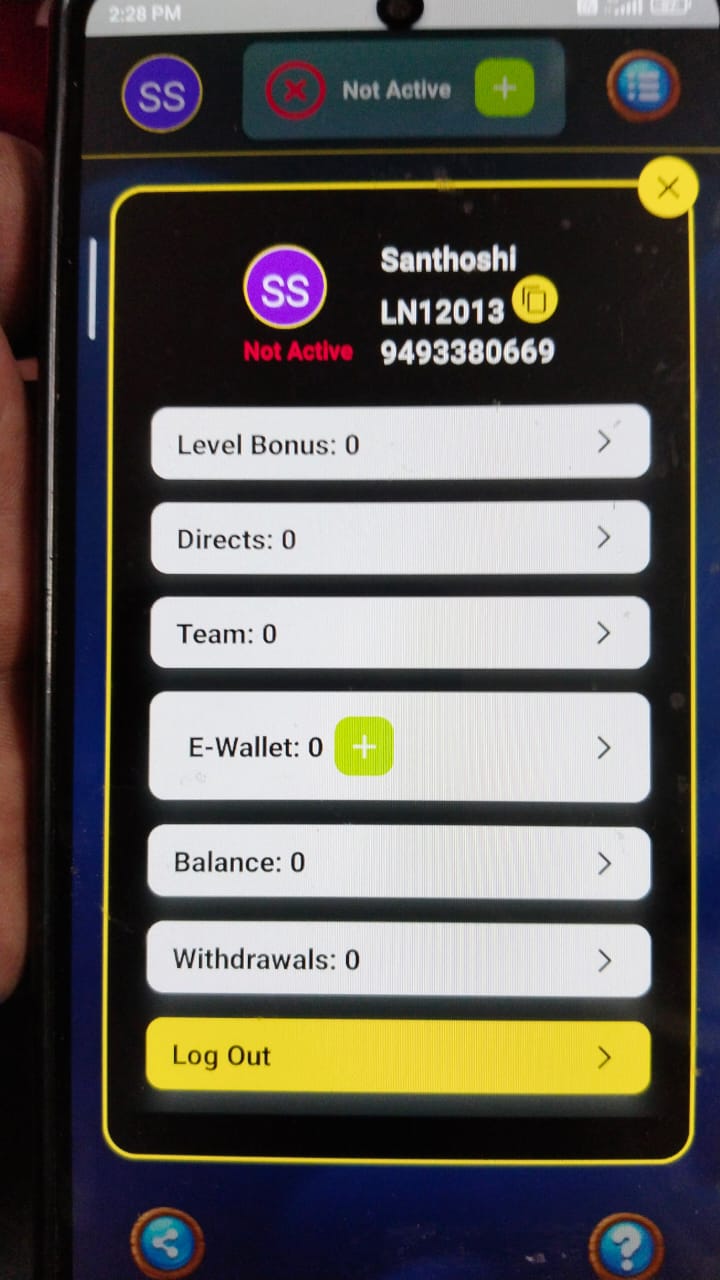 2:28 PM
SS
Not Active
SS
Santhoshi
LN12013
Not Active
9493380669
Level Bonus: 0
Directs: 0
Team: 0
E-Wallet: 0
Balance: 0
Withdrawals: 0
Log Out